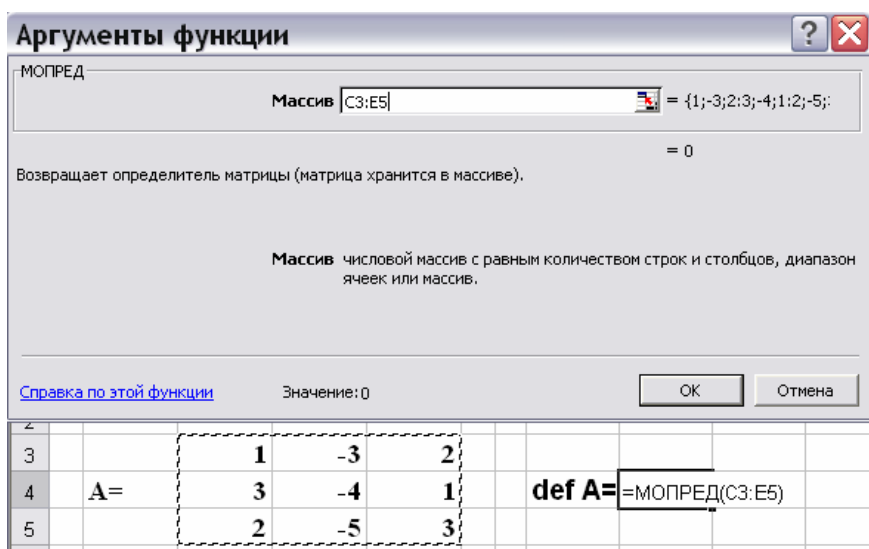 Аргументы функции
МОПРЕД
Массив C3:E5 = {1;-3;2:3;-4;1:2;-5;
= 0
Возвращает определитель матрицы (матрица хранится в массиве).
Массив числовой массив с равным количеством строк и столбцов, диапазон
ячеек или массив.
Справка по этой функции Значение:0 ОК Отмена
3 1 -3 2
4 A= 3 -4 1 def A= =МОПРЕД(C3:E5)
5 2 -5 3